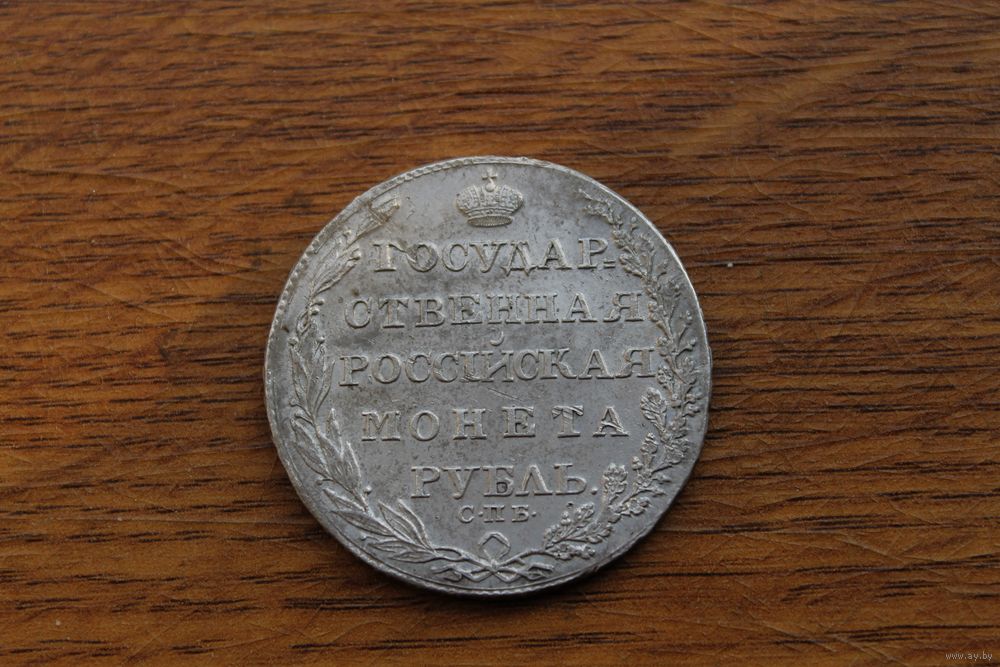 ГОСУДАР-
СТВЕННАЯ
РОССІЙСКАЯ
МОНЕТА
РУБЛЬ.
С·П·Б·
www.ay.by